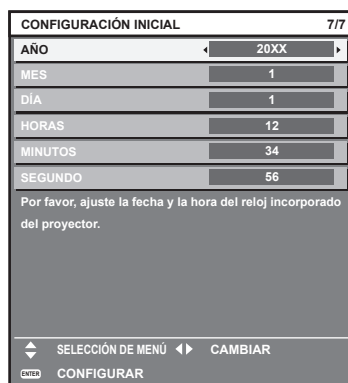 CONFIGURACIÓN INICIAL 7/7
AÑO 20XX
MES 1
DÍA 1
HORAS 12
MINUTOS 34
SEGUNDO 56
Por favor, ajuste la fecha y la hora del reloj incorporado
del proyector.
SELECCIÓN DE MENÚ CAMBIAR
ENTER CONFIGURAR